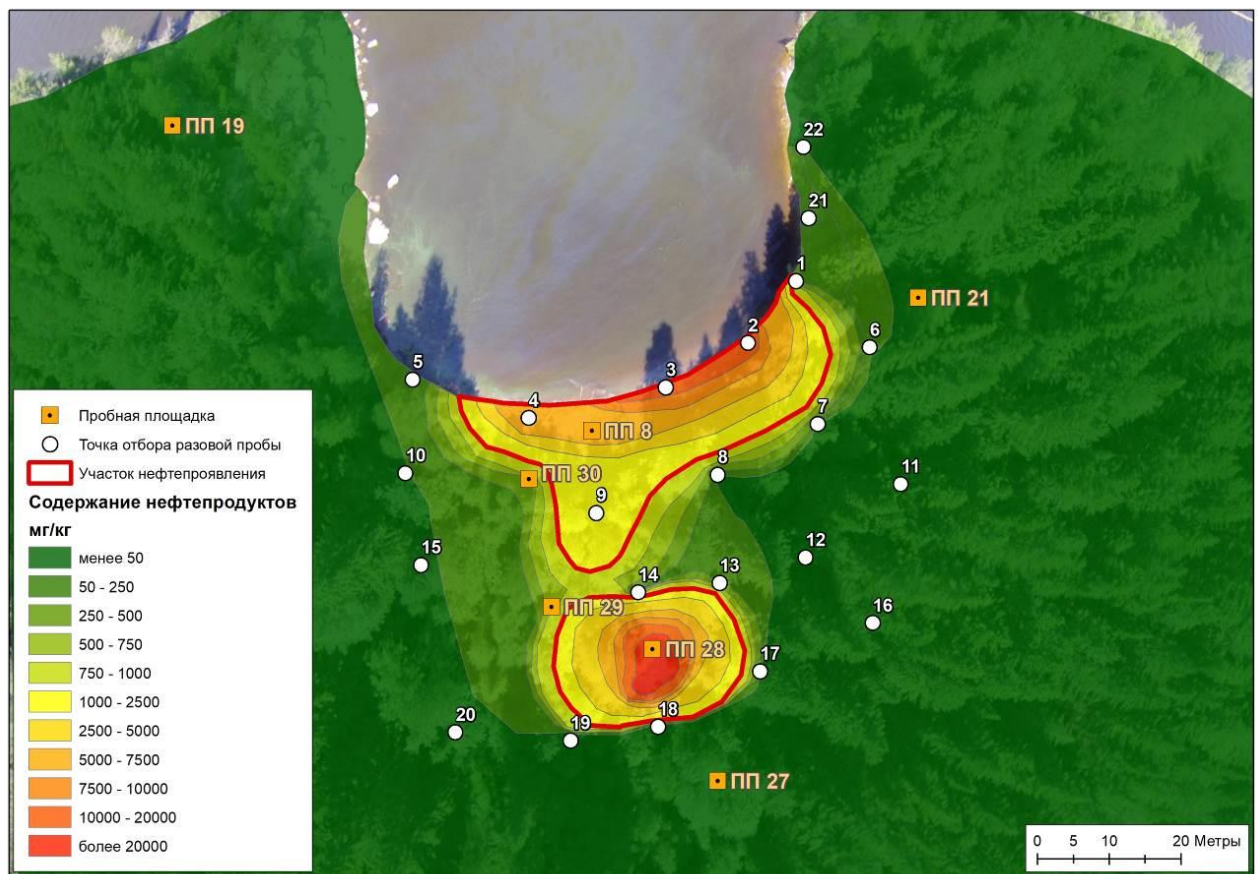 ПП 19
22
21
1
ПП 21
2
6
3
5
4
7
ПП 8
8
10
ПП 30
11
9
12
15
13
14
ПП 29
16
ПП 28
17
18
20
19
ПП 27
Пробная площадка
Точка отбора разовой пробы
Участок нефтепроявления
Содержание нефтепродуктов
мг/кг
менее 50
50 - 250
250 - 500
500 - 750
750 - 1000
1000 - 2500
2500 - 5000
5000 - 7500
7500 - 10000
10000 - 20000
более 20000
0 5 10 20 Метры